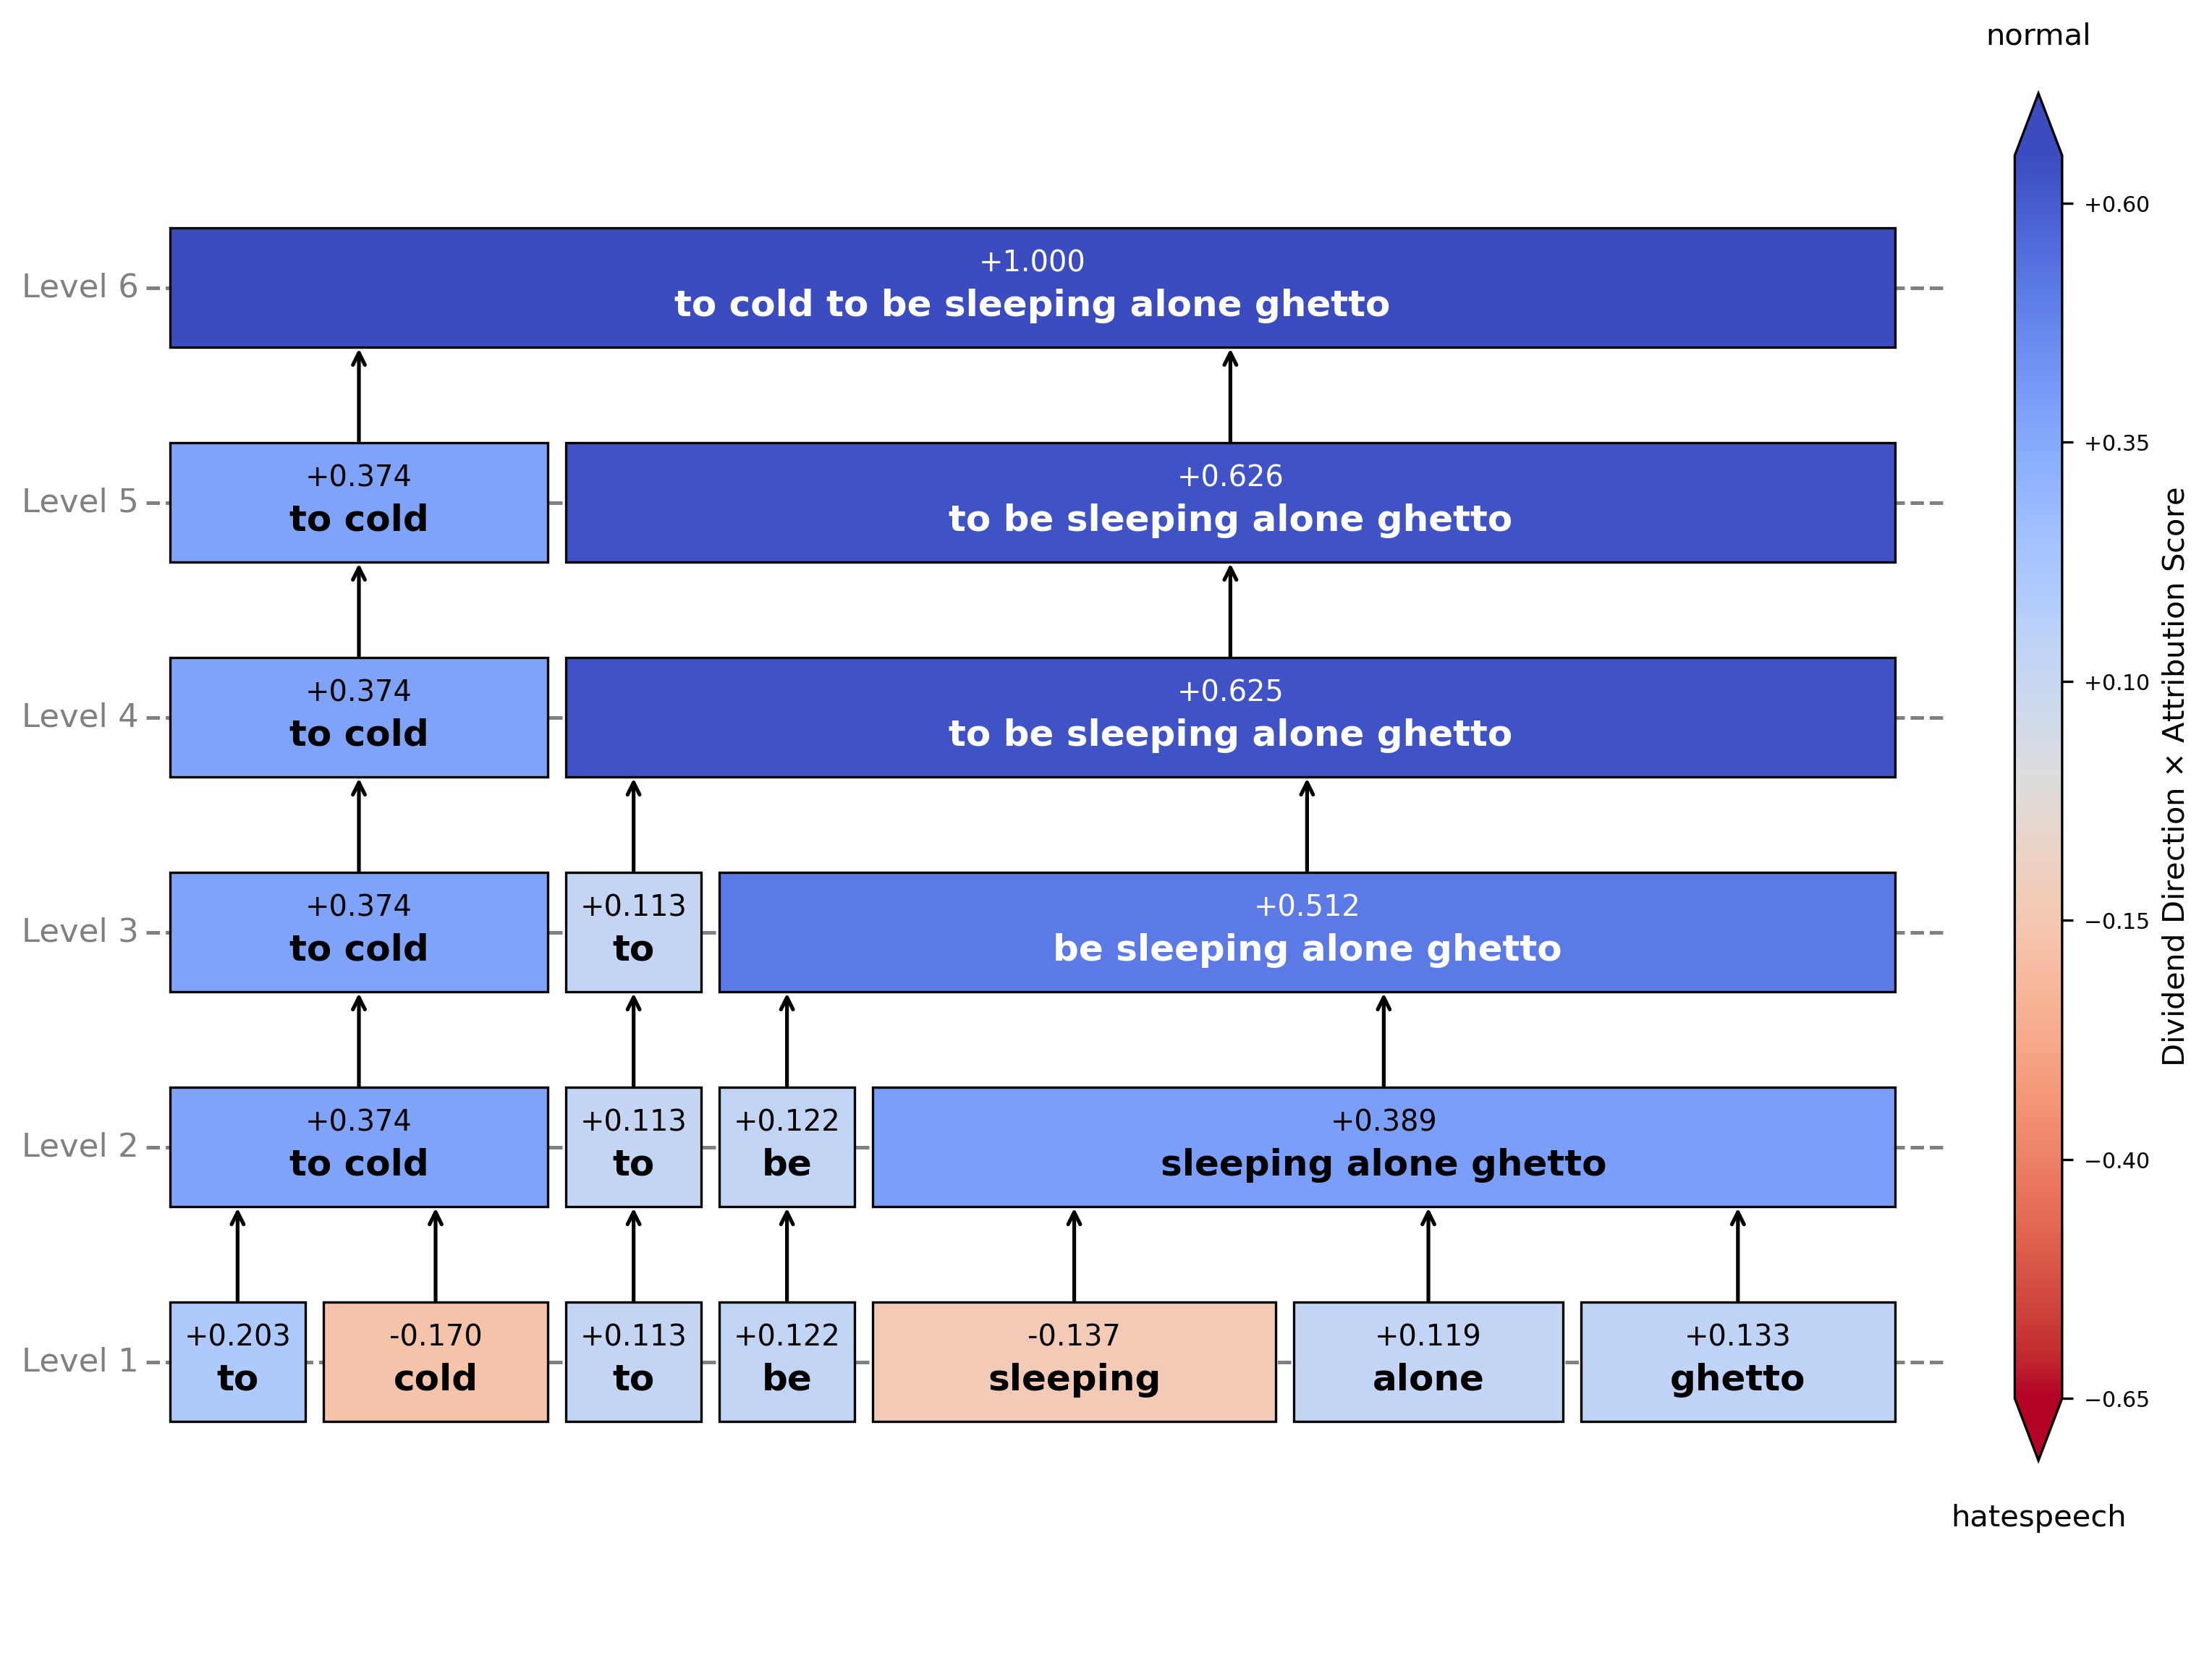 normal
+1.000
Level 6
to cold to be sleeping alone ghetto
+0.374 +0.626
Level 5
to cold to be sleeping alone ghetto
+0.374 +0.625
Level 4
to cold to be sleeping alone ghetto
+0.374 +0.113 +0.512
Level 3
to cold to be sleeping alone ghetto
+0.374 +0.113 +0.122 +0.389
Level 2
to cold to be sleeping alone ghetto
+0.203 -0.170 +0.113 +0.122 -0.137 +0.119 +0.133
Level 1
to cold to be sleeping alone ghetto
+0.60
+0.35
+0.10
−0.15
−0.40
−0.65
Dividend Direction × Attribution Score
hatespeech